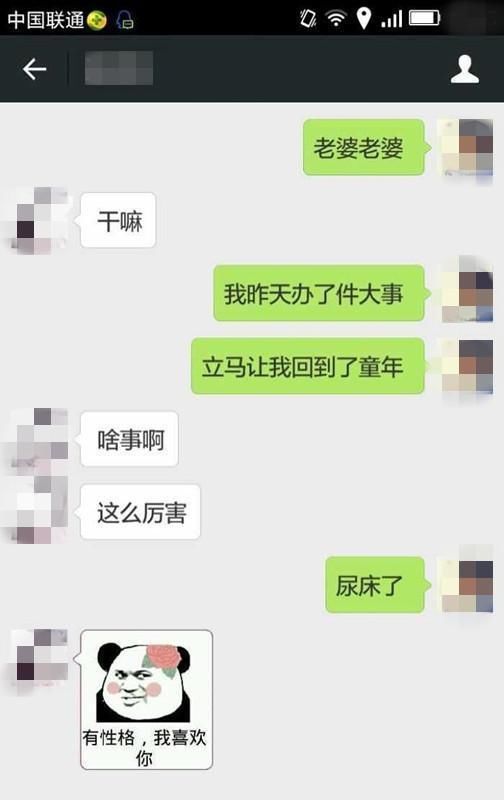 中国联通
老婆老婆
干嘛
我昨天办了件大事
立马让我回到了童年
啥事啊
这么厉害
尿床了
有性格，我喜欢
你